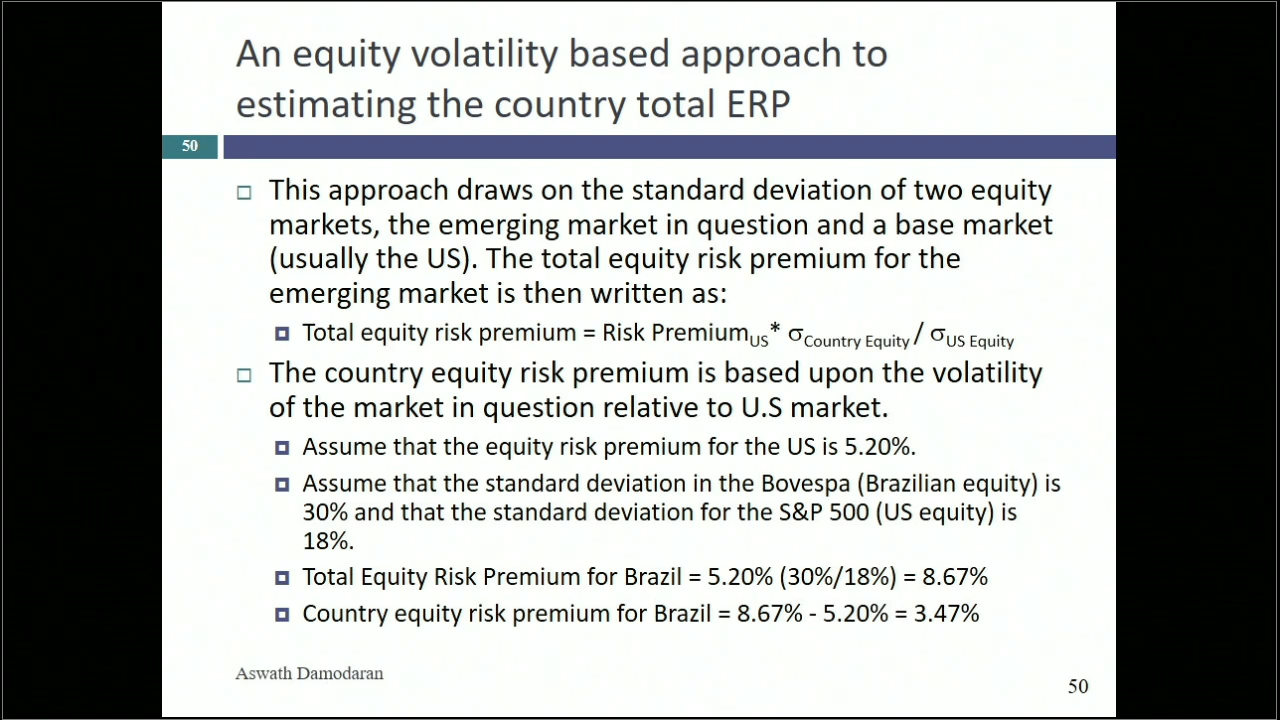 An equity volatility based approach to
estimating the country total ERP
50
This approach draws on the standard deviation of two equity
markets, the emerging market in question and a base market
(usually the US). The total equity risk premium for the
emerging market is then written as:
Total equity risk premium = Risk PremiumUS* σCountry Equity / σUS Equity
The country equity risk premium is based upon the volatility
of the market in question relative to U.S market.
Assume that the equity risk premium for the US is 5.20%.
Assume that the standard deviation in the Bovespa (Brazilian equity) is
30% and that the standard deviation for the S&P 500 (US equity) is
18%.
Total Equity Risk Premium for Brazil = 5.20% (30%/18%) = 8.67%
Country equity risk premium for Brazil = 8.67% - 5.20% = 3.47%
Aswath Damodaran
50